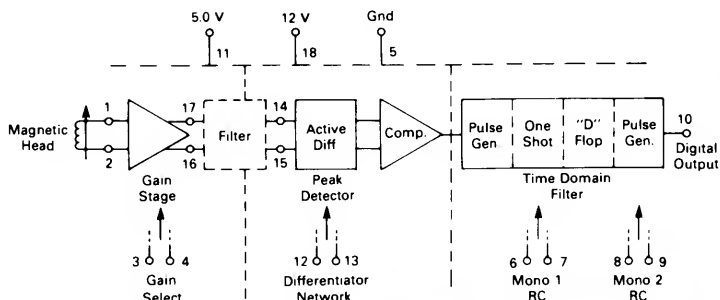 5.0 V
12 V
Gnd
11
18
5
1
17
14
10
Magnetic
Head
Filter
Active
Diff
Comp.
Pulse
Gen.
One
Shot
"D"
Flop
Pulse
Gen.
Digital
Output
2
16
15
Gain
Stage
Peak
Detector
Time Domain
Filter
3
4
12
13
6
7
8
9
Gain
Select
Differentiator
Network
Mono 1
RC
Mono 2
RC